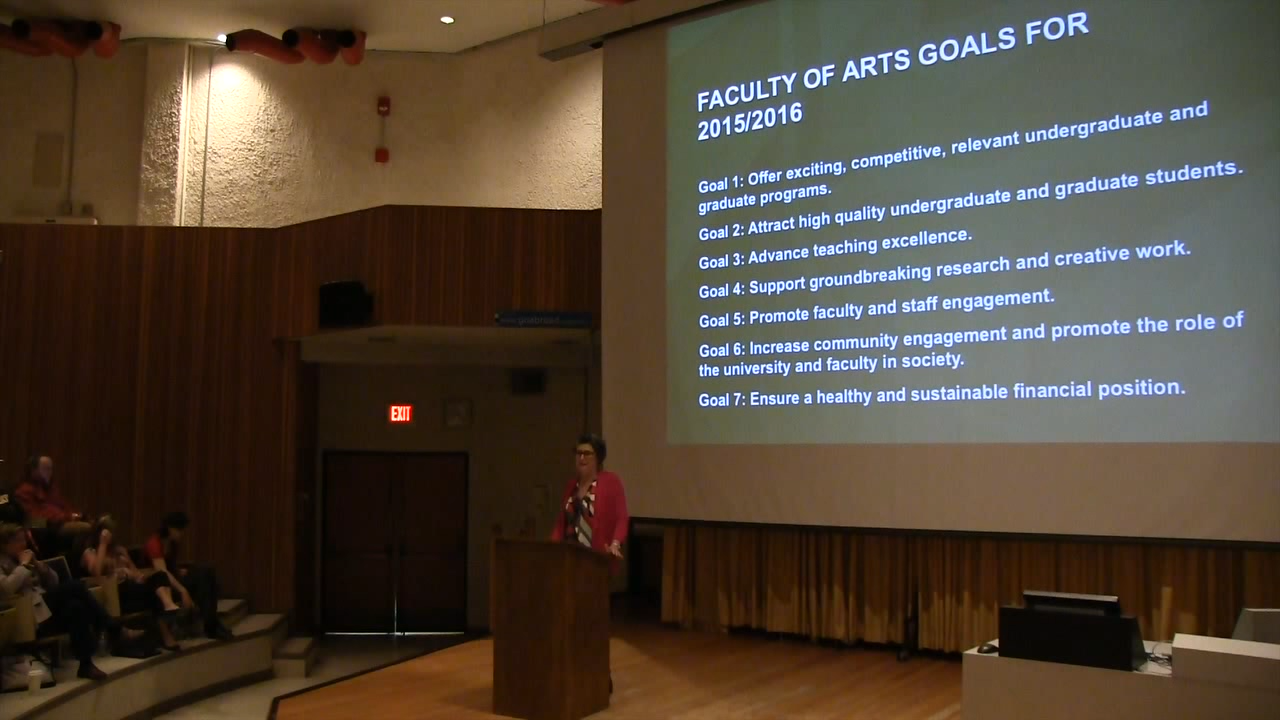 FACULTY OF ARTS GOALS FOR
2015/2016
Goal 1: Offer exciting, competitive, relevant undergraduate and
graduate programs.
Goal 2: Attract high quality undergraduate and graduate students.
Goal 3: Advance teaching excellence.
Goal 4: Support groundbreaking research and creative work.
Goal 5: Promote faculty and staff engagement.
Goal 6: Increase community engagement and promote the role of
the university and faculty in society.
Goal 7: Ensure a healthy and sustainable financial position.
EXIT